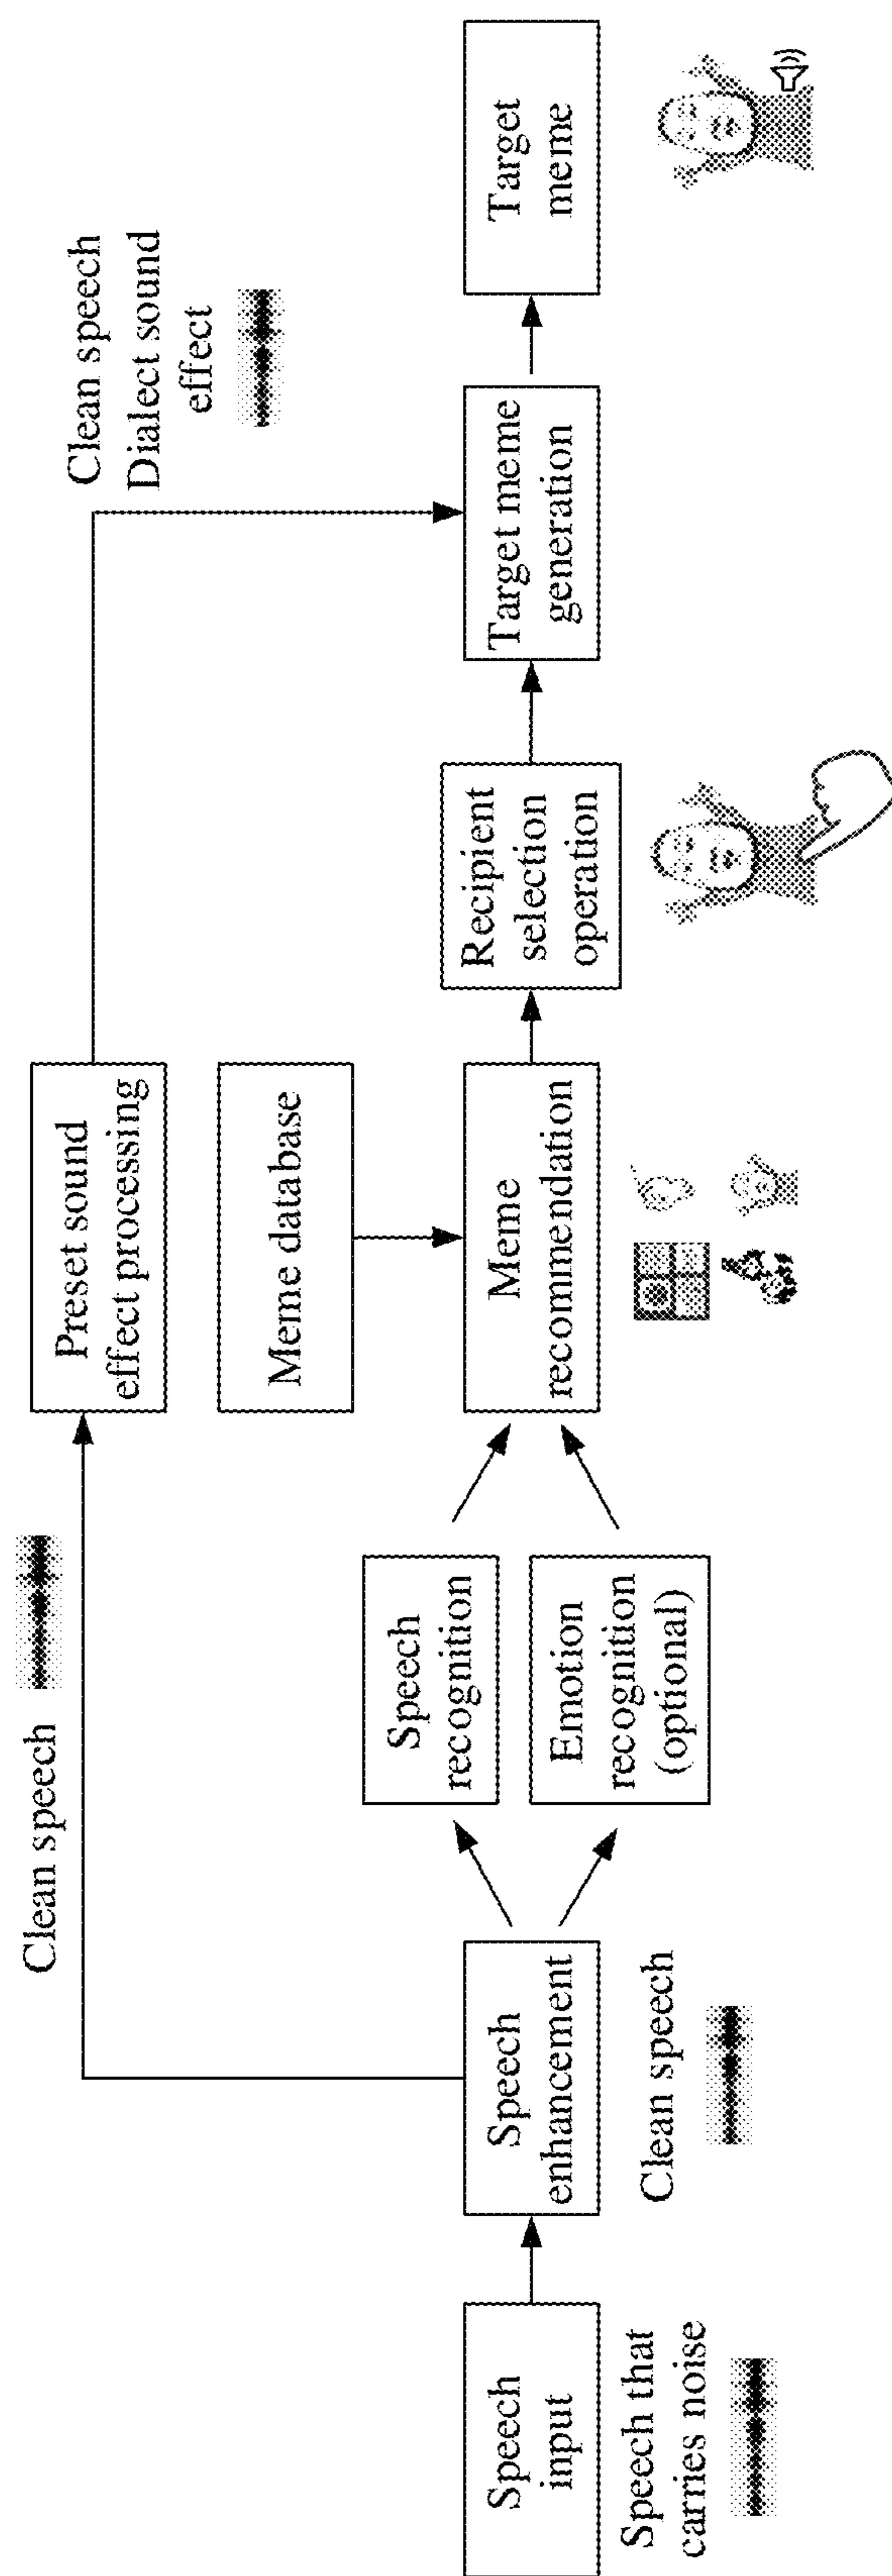 Speech
input
Speech that
carries noise
Speech
enhancement
Clean speech
Clean speech
Speech
recognition
Emotion
recognition
(optional)
Preset sound
effect processing
Meme database
Meme
recommendation
Recipient
selection
operation
Clean speech
Dialect sound
effect
Target meme
generation
Target
meme